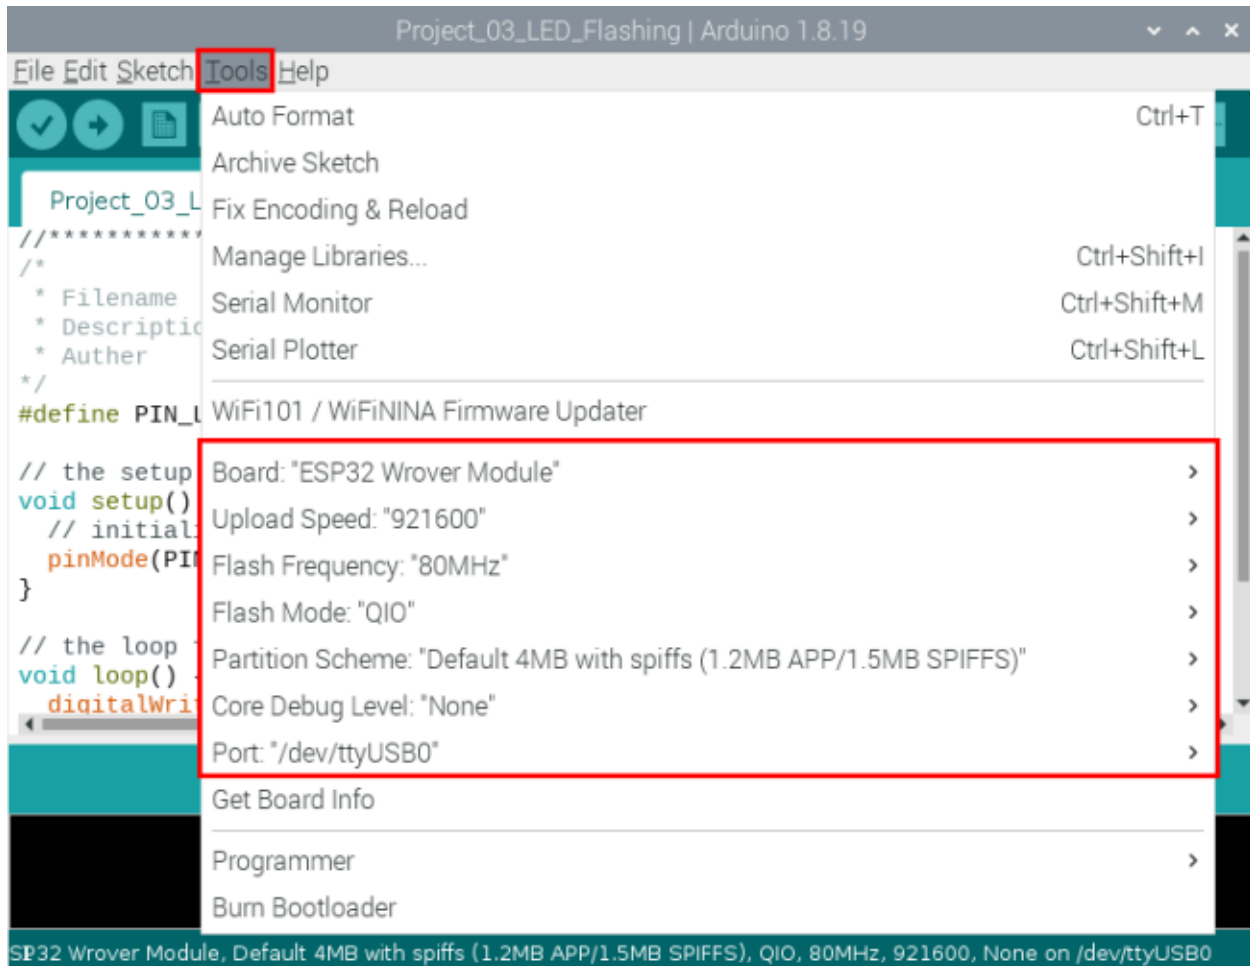 Project_03_LED_Flashing | Arduino 1.8.19
File Edit Sketch Tools Help
Auto Format Ctrl+T
Archive Sketch
Project_03_L
Fix Encoding & Reload
//***********
/*
Manage Libraries... Ctrl+Shift+I
* Filename
Serial Monitor Ctrl+Shift+M
* Descriptic
* Auther
Serial Plotter Ctrl+Shift+L
*/
#define PIN_L
WiFi101 / WiFiNINA Firmware Updater
// the setup
Board: "ESP32 Wrover Module"
void setup()
Upload Speed: "921600"
// initiali
pinMode(PIN
Flash Frequency: "80MHz"
}
Flash Mode: "QIO"
// the loop
Partition Scheme: "Default 4MB with spiffs (1.2MB APP/1.5MB SPIFFS)"
void loop()
digitalWri
Core Debug Level: "None"
Port: "/dev/ttyUSB0"
Get Board Info
Programmer
Burn Bootloader
SP32 Wrover Module, Default 4MB with spiffs (1.2MB APP/1.5MB SPIFFS), QIO, 80MHz, 921600, None on /dev/ttyUSB0